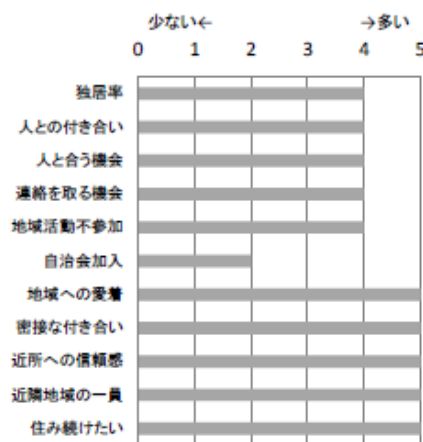 少ない← →多い
0 1 2 3 4 5
独居率
人との付き合い
人と合う機会
連絡を取る機会
地域活動不参加
自治会加入
地域への愛着
密接な付き合い
近所への信頼感
近隣地域の一員
住み続けたい